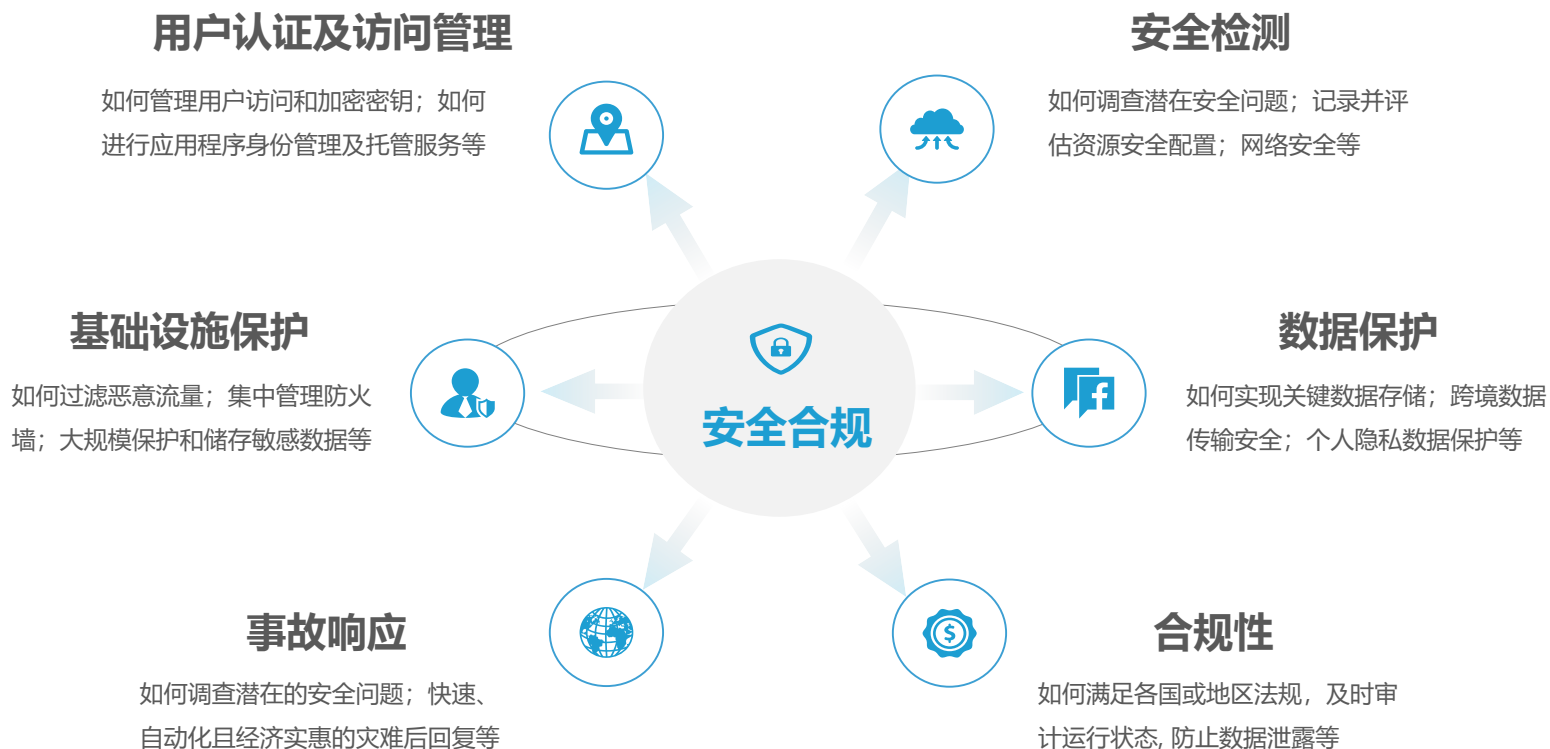 用户认证及访问管理
如何管理用户访问和加密密钥；如何
进行应用程序身份管理及托管服务等
安全检测
如何调查潜在安全问题；记录并评
估资源安全配置；网络安全等
基础设施保护
如何过滤恶意流量；集中管理防火
墙；大规模保护和储存敏感数据等
安全合规
数据保护
如何实现关键数据存储；跨境数据
传输安全；个人隐私数据保护等
事故响应
如何调查潜在的安全问题；快速、
自动化且经济实惠的灾难后回复等
合规性
如何满足各国或地区法规，及时审
计运行状态, 防止数据泄露等